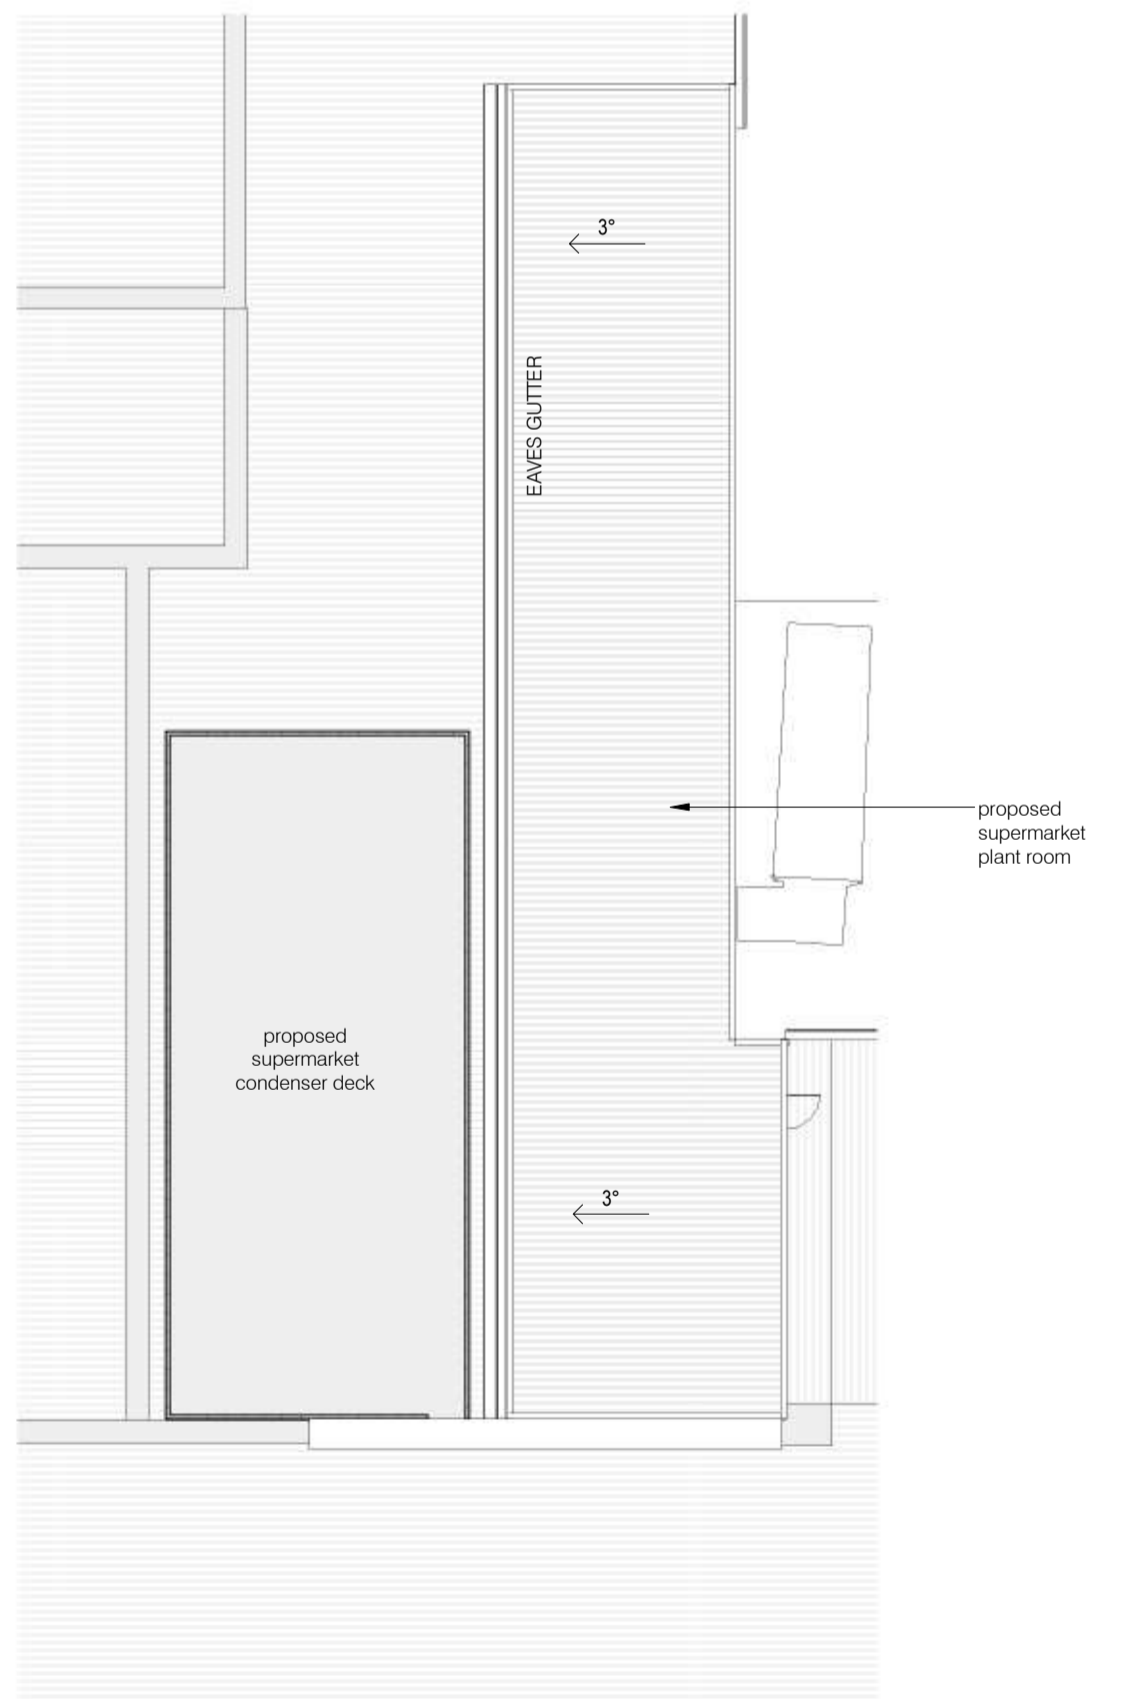 3°
EAVES GUTTER
proposed
supermarket
plant room
proposed
supermarket
condenser deck
3°